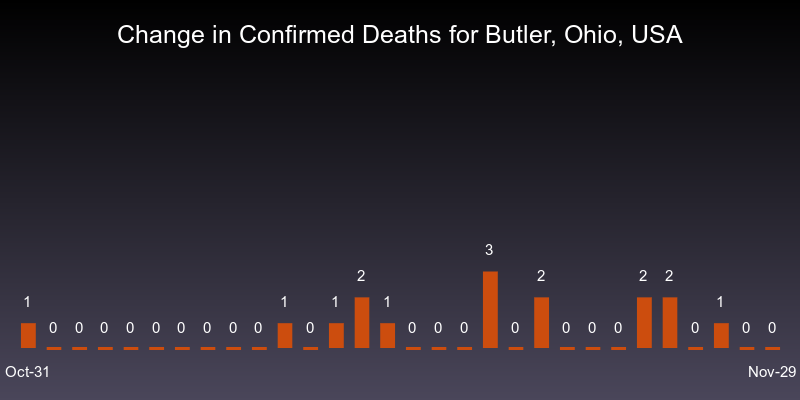 Change in Confirmed Deaths for Butler, Ohio, USA
3
2 2 2 2
1 1 1 1 1
0 0 0 0 0 0 0 0 0 0 0 0 0 0 0 0 0 0 0 0 0
Oct-31 Nov-29